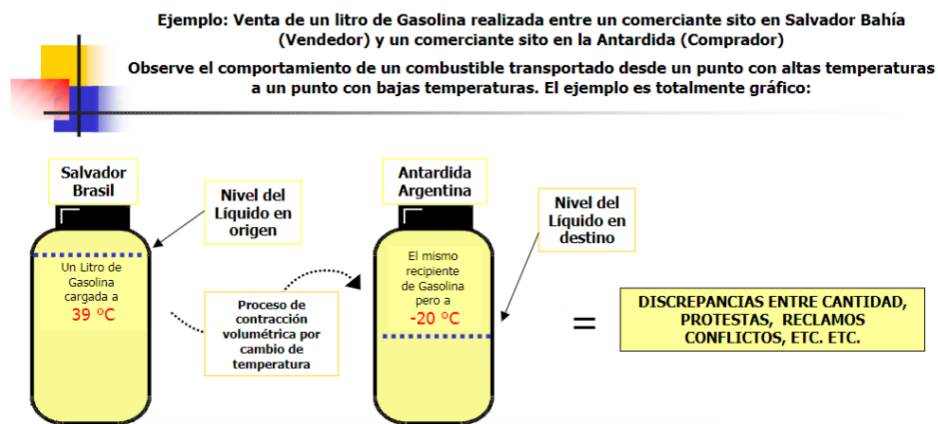 Ejemplo: Venta de un litro de Gasolina realizada entre un comerciante sito en Salvador Bahía
(Vendedor) y un comerciante sito en la Antardida (Comprador)
Observe el comportamiento de un combustible transportado desde un punto con altas temperaturas
a un punto con bajas temperaturas. El ejemplo es totalmente gráfico:
Salvador
Brasil
Nivel del
Líquido en
origen
Un Litro de
Gasolina
cargada a
39 ºC
Proceso de
contracción
volumétrica por
cambio de
temperatura
Antardida
Argentina
El mismo
recipiente
de Gasolina
pero a
-20 ºC
Nivel del
Líquido en
destino
=
DISCREPANCIAS ENTRE CANTIDAD,
PROTESTAS, RECLAMOS
CONFLICTOS, ETC. ETC.